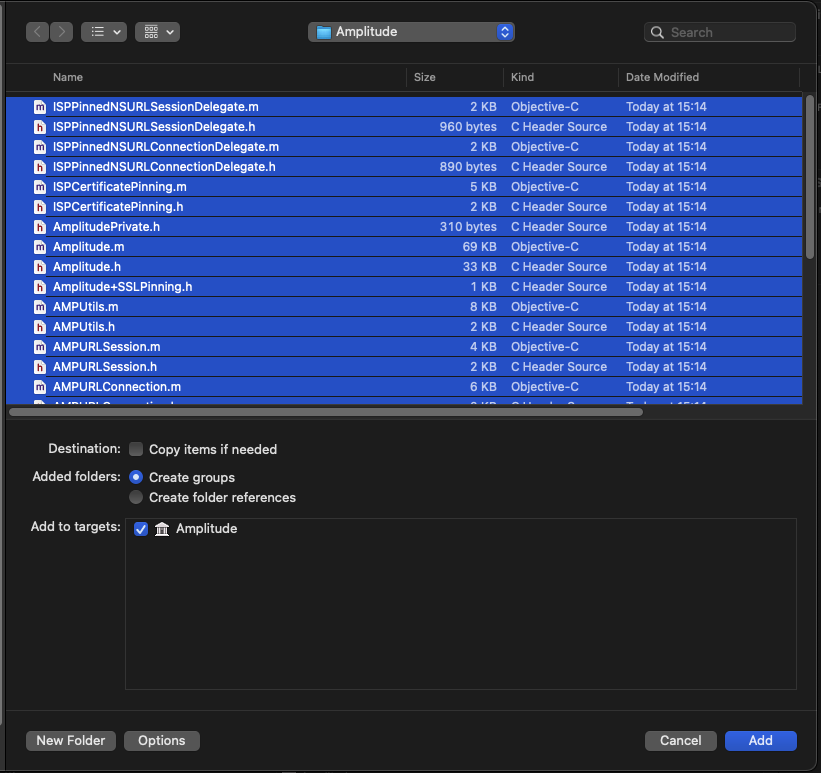 Amplitude
Search
Name Size Kind Date Modified
ISPPinnedNSURLSessionDelegate.m 2 KB Objective-C Today at 15:14
ISPPinnedNSURLSessionDelegate.h 960 bytes C Header Source Today at 15:14
ISPPinnedNSURLConnectionDelegate.m 2 KB Objective-C Today at 15:14
ISPPinnedNSURLConnectionDelegate.h 890 bytes C Header Source Today at 15:14
ISPCertificatePinning.m 5 KB Objective-C Today at 15:14
ISPCertificatePinning.h 2 KB C Header Source Today at 15:14
AmplitudePrivate.h 310 bytes C Header Source Today at 15:14
Amplitude.m 69 KB Objective-C Today at 15:14
Amplitude.h 33 KB C Header Source Today at 15:14
Amplitude+SSLPinning.h 1 KB C Header Source Today at 15:14
AMPUtils.m 8 KB Objective-C Today at 15:14
AMPUtils.h 2 KB C Header Source Today at 15:14
AMPURLSession.m 4 KB Objective-C Today at 15:14
AMPURLSession.h 2 KB C Header Source Today at 15:14
AMPURLConnection.m 6 KB Objective-C Today at 15:14
Destination: Copy items if needed
Added folders: Create groups
Create folder references
Add to targets: Amplitude
New Folder Options Cancel Add